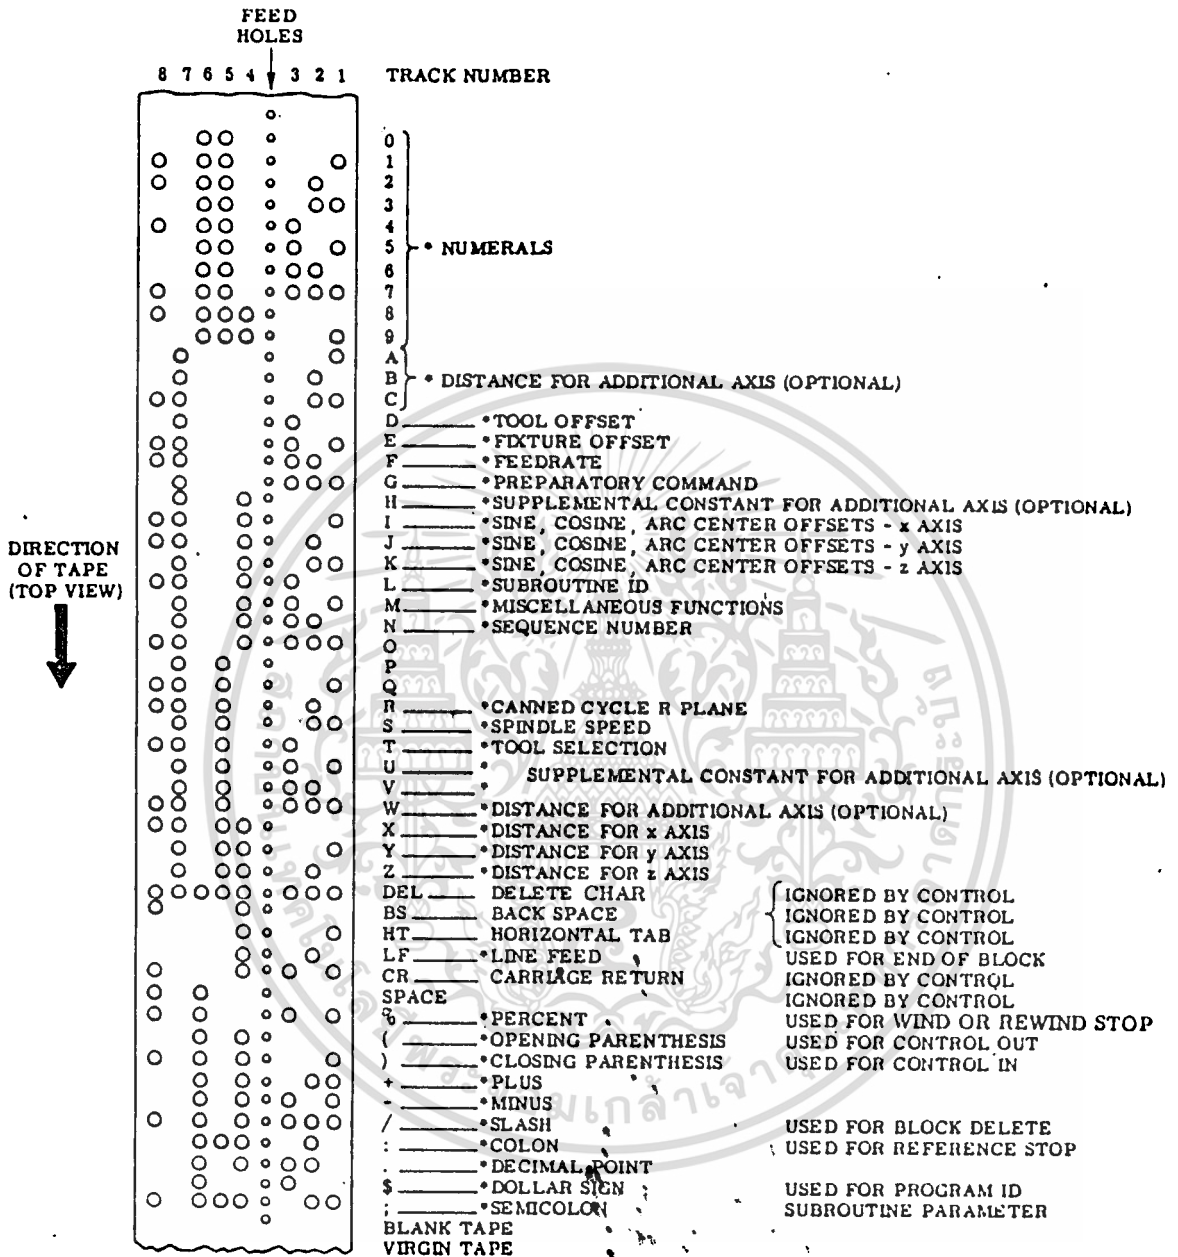 FEED
HOLES
8 7 6 5 4 3 2 1 TRACK NUMBER
0
1
2
3
4
5 * NUMERALS
6
7
8
9
A
B * DISTANCE FOR ADDITIONAL AXIS (OPTIONAL)
C
D *TOOL OFFSET
E *FIXTURE OFFSET
F *FEEDRATE
G *PREPARATORY COMMAND
H *SUPPLEMENTAL CONSTANT FOR ADDITIONAL AXIS (OPTIONAL)
I *SINE, COSINE, ARC CENTER OFFSETS - x AXIS
J *SINE, COSINE, ARC CENTER OFFSETS - y AXIS
K *SINE, COSINE, ARC CENTER OFFSETS - z AXIS
DIRECTION
OF TAPE
(TOP VIEW)
L *SUBROUTINE ID
M *MISCELLANEOUS FUNCTIONS
N *SEQUENCE NUMBER
O
P
Q
R *CANNED CYCLE R PLANE
S *SPINDLE SPEED
T *TOOL SELECTION
U *
SUPPLEMENTAL CONSTANT FOR ADDITIONAL AXIS (OPTIONAL)
V *
W *DISTANCE FOR ADDITIONAL AXIS (OPTIONAL)
X *DISTANCE FOR x AXIS
Y *DISTANCE FOR y AXIS
Z *DISTANCE FOR z AXIS
DEL DELETE CHAR IGNORED BY CONTROL
BS BACK SPACE IGNORED BY CONTROL
HT HORIZONTAL TAB IGNORED BY CONTROL
LF *LINE FEED USED FOR END OF BLOCK
CR CARRIAGE RETURN IGNORED BY CONTROL
SPACE IGNORED BY CONTROL
% *PERCENT USED FOR WIND OR REWIND STOP
( *OPENING PARENTHESIS USED FOR CONTROL OUT
) *CLOSING PARENTHESIS USED FOR CONTROL IN
+ *PLUS
- *MINUS
/ *SLASH USED FOR BLOCK DELETE
: *COLON USED FOR REFERENCE STOP
. *DECIMAL POINT
$ *DOLLAR SIGN USED FOR PROGRAM ID
; *SEMICOLON SUBROUTINE PARAMETER
BLANK TAPE
VIRGIN TAPE